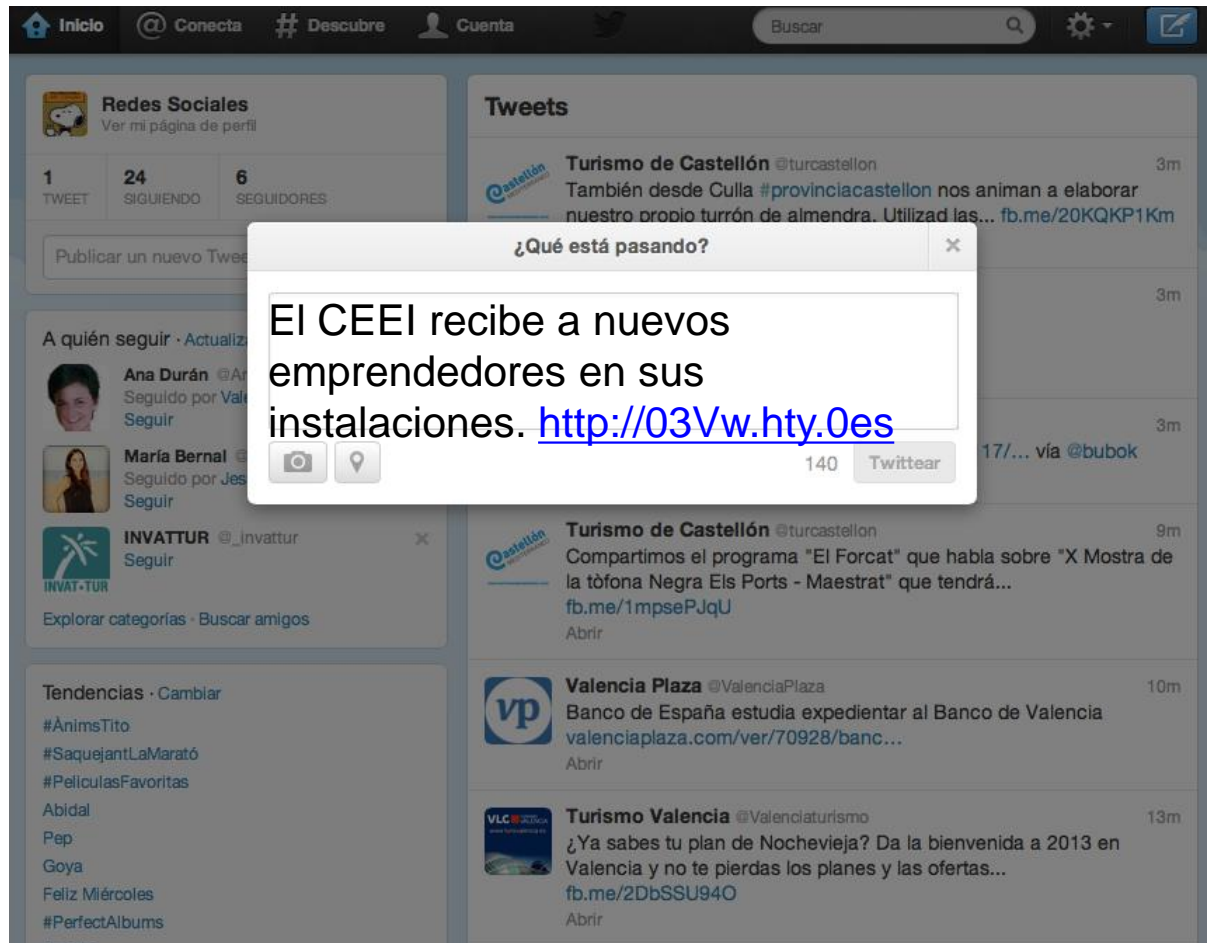 Inicio @ Conecta # Descubre Cuenta Buscar
Redes Sociales
Ver mi página de perfil
1 24 6
TWEET SIGUIENDO SEGUIDORES
Publicar un nuevo Twee
A quién seguir · Actualiz
Ana Durán @Ar
Seguido por Vale
Seguir
María Bernal @
Seguido por Jes
Seguir
INVATTUR @_invattur
Seguir
INVAT•TUR
Explorar categorías · Buscar amigos
Tendencias · Cambiar
#ÀnimsTito
#SaquejantLaMarató
#PeliculasFavoritas
Abidal
Pep
Goya
Feliz Miércoles
#PerfectAlbums
¿Qué está pasando?
El CEEI recibe a nuevos
emprendedores en sus
instalaciones. http://03Vw.hty.0es
140 Twittear
Tweets
Castellón
Turismo de Castellón @turcastellon 3m
También desde Culla #provinciacastellon nos animan a elaborar
nuestro propio turrón de almendra. Utilizad las... fb.me/20KQKP1Km
3m
3m
17/... vía @bubok
Castellón
Turismo de Castellón @turcastellon 9m
Compartimos el programa "El Forcat" que habla sobre "X Mostra de
la tòfona Negra Els Ports - Maestrat" que tendrá...
fb.me/1mpsePJqU
Abrir
vp
Valencia Plaza @ValenciaPlaza 10m
Banco de España estudia expedientar al Banco de Valencia
valenciaplaza.com/ver/70928/banc...
Abrir
VLC
Turismo Valencia @Valenciaturismo 13m
¿Ya sabes tu plan de Nochevieja? Da la bienvenida a 2013 en
Valencia y no te pierdas los planes y las ofertas...
fb.me/2DbSSU94O
Abrir